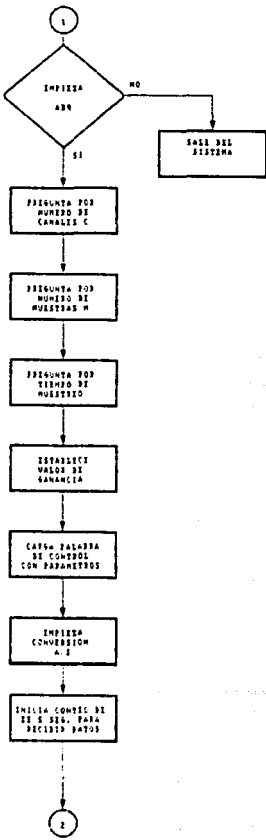 1
EMPIEZA
ADQ
NO
SALE DEL
SISTEMA
SI
PREGUNTA POR
NUMERO DE
CANALES C
PREGUNTA POR
NUMERO DE
MUESTRAS M
PREGUNTA POR
TIEMPO DE
MUESTREO
ESTABLECE
VALOR DE
GANANCIA
CARGA PALABRA
DE CONTROL
CON PARAMETROS
EMPIEZA
CONVERSION
INICIA CONTEO DE
SEG. PARA
RECIBIR DATOS
2